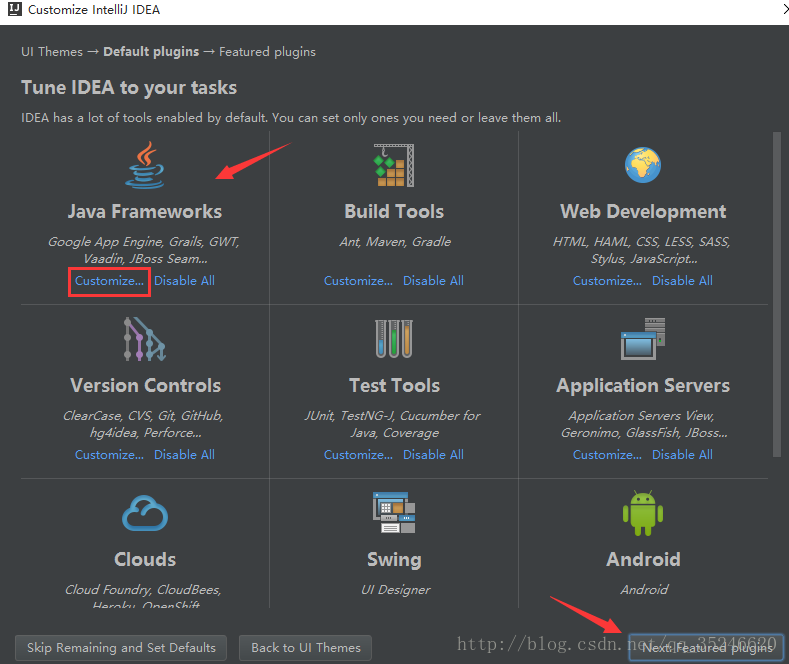 IJ Customize IntelliJ IDEA
UI Themes → Default plugins → Featured plugins
Tune IDEA to your tasks
IDEA has a lot of tools enabled by default. You can set only ones you need or leave them all.
Java Frameworks
Google App Engine, Grails, GWT,
Vaadin, JBoss Seam...
Customize... Disable All
Build Tools
Ant, Maven, Gradle
Customize... Disable All
Web Development
HTML, HAML, CSS, LESS, SASS,
Stylus, JavaScript...
Customize... Disable All
Version Controls
ClearCase, CVS, Git, GitHub,
hg4idea, Perforce...
Customize... Disable All
Test Tools
JUnit, TestNG-J, Cucumber for
Java, Coverage
Customize... Disable All
Application Servers
Application Servers View,
Geronimo, GlassFish, JBoss...
Customize... Disable All
Clouds
Cloud Foundry, CloudBees,
Heroku, OpenShift
Swing
UI Designer
Android
Android
Skip Remaining and Set Defaults
Back to UI Themes
Next: Featured plugins
http://blog.csdn.net/qq_35246620